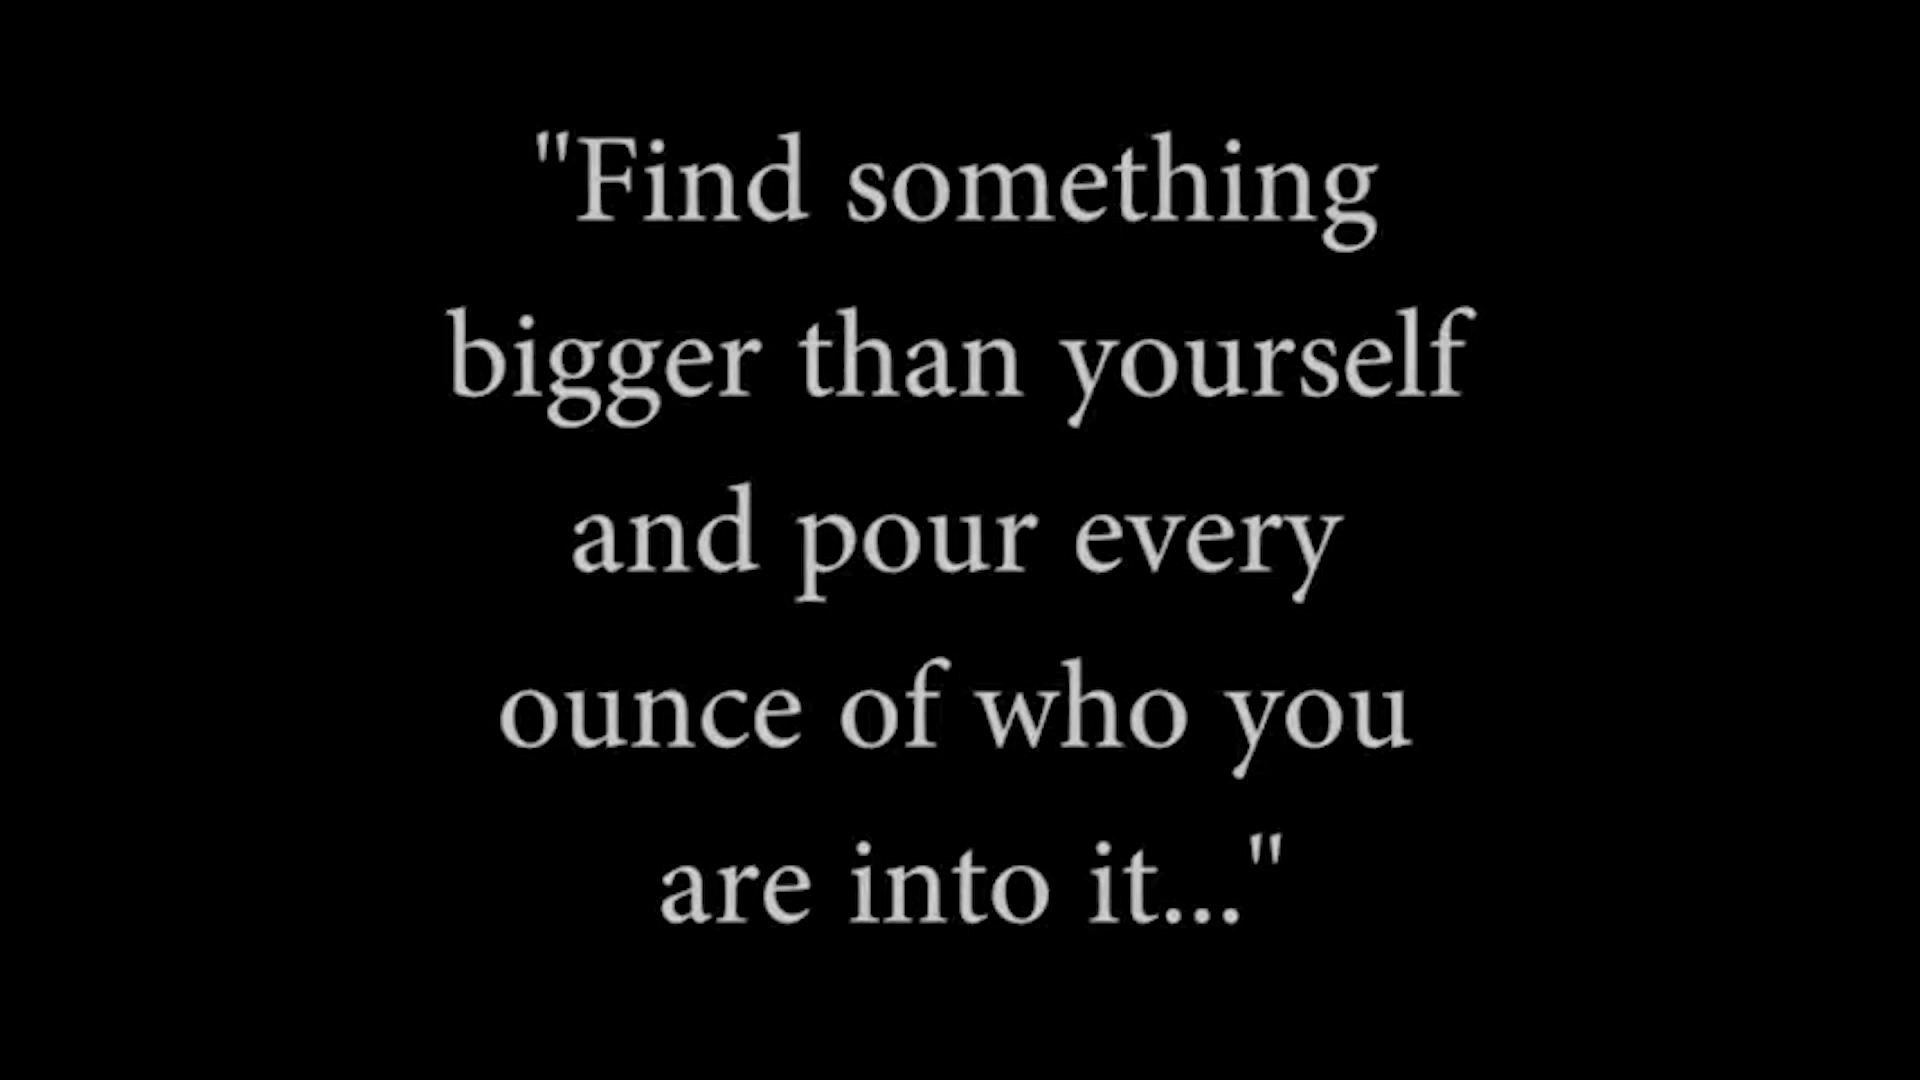 "Find something
bigger than yourself
and pour every
ounce of who you
are into it..."